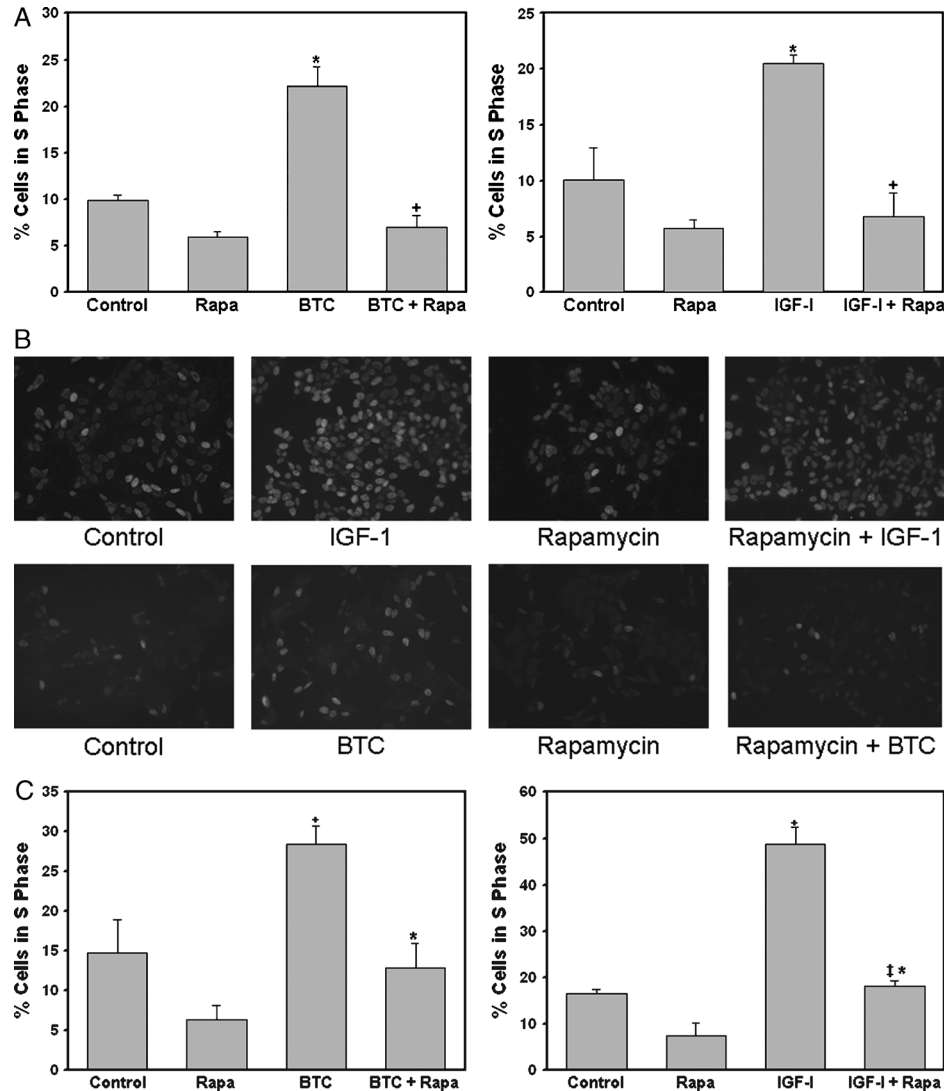 A
% Cells in S Phase
30
25
20
15
10
5
0
*
+
Control Rapa BTC BTC + Rapa
% Cells in S Phase
25
20
15
10
5
0
*
+
Control Rapa IGF-I IGF-I + Rapa
B
Control IGF-1 Rapamycin Rapamycin + IGF-1
Control BTC Rapamycin Rapamycin + BTC
C
% Cells in S Phase
35
30
25
20
15
10
5
0
+
*
Control Rapa BTC BTC + Rapa
% Cells in S Phase
60
50
40
30
20
10
0
+
‡ *
Control Rapa IGF-I IGF-I + Rapa